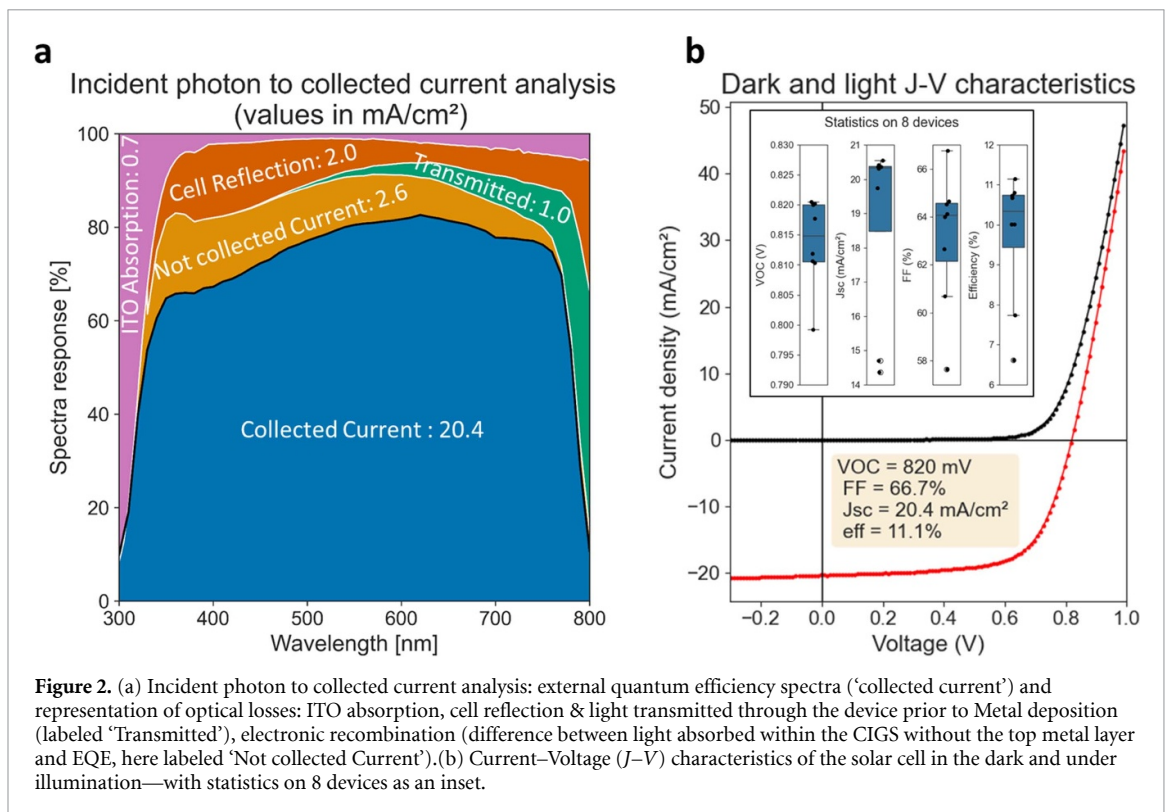 a
Incident photon to collected current analysis
(values in mA/cm²)
100
80
60
40
20
0
Spectra response [%]
ITO Absorption: 0.7
Cell Reflection: 2.0
Transmitted: 1.0
Not collected Current: 2.6
Collected Current : 20.4
300
400
500
600
700
800
Wavelength [nm]
b
Dark and light J-V characteristics
50
40
30
20
10
0
−10
−20
Current density (mA/cm²)
Statistics on 8 devices
VOC (V)
0.830
0.825
0.820
0.815
0.810
0.805
0.800
0.795
0.790
Jsc (mA/cm²)
21
20
19
18
17
16
15
14
FF (%)
66
64
62
60
58
Efficiency (%)
12
11
10
9
8
7
6
VOC = 820 mV
FF = 66.7%
Jsc = 20.4 mA/cm²
eff = 11.1%
−0.2
0.0
0.2
0.4
0.6
0.8
1.0
Voltage (V)
Figure 2. (a) Incident photon to collected current analysis: external quantum efficiency spectra (‘collected current’) and
representation of optical losses: ITO absorption, cell reflection & light transmitted through the device prior to Metal deposition
(labeled ‘Transmitted’), electronic recombination (difference between light absorbed within the CIGS without the top metal layer
and EQE, here labeled ‘Not collected Current’).(b) Current–Voltage (J–V) characteristics of the solar cell in the dark and under
illumination—with statistics on 8 devices as an inset.